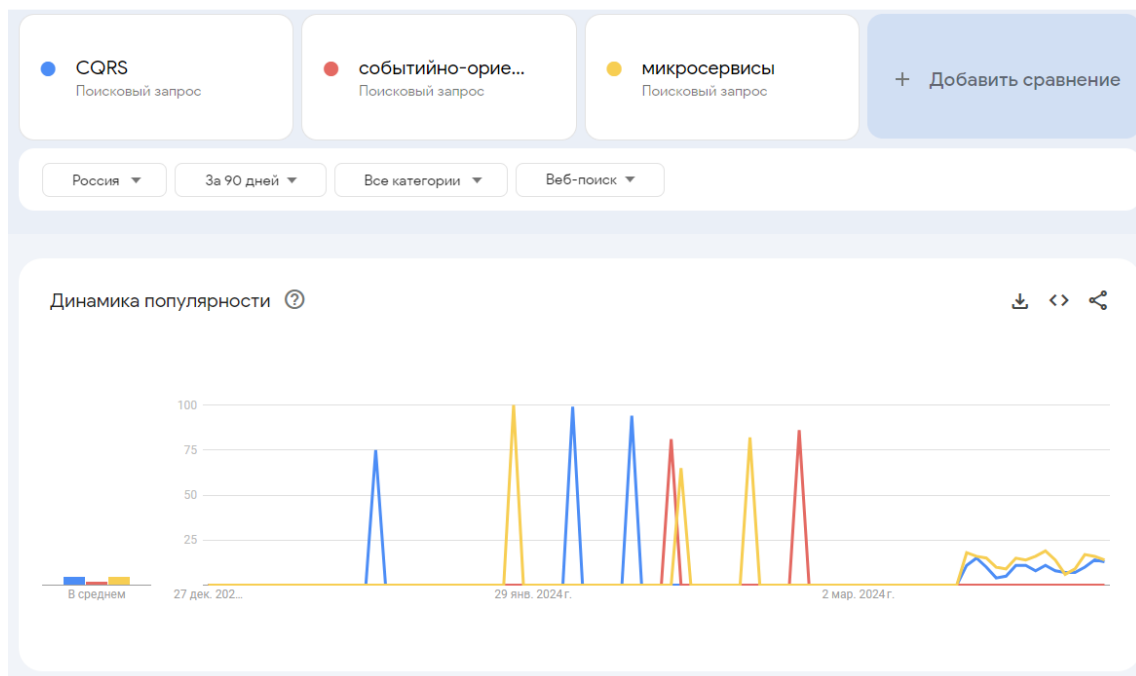 CQRS
Поисковый запрос
событийно-орие...
Поисковый запрос
микросервисы
Поисковый запрос
+ Добавить сравнение
Россия
За 90 дней
Все категории
Веб-поиск
Динамика популярности
100
75
50
25
В среднем
27 дек. 202...
29 янв. 2024 г.
2 мар. 2024 г.